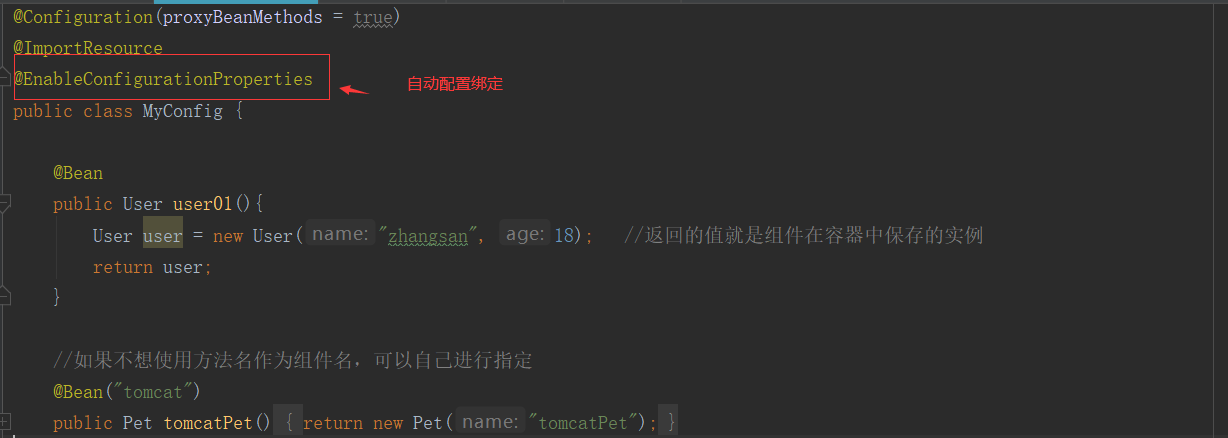 @Configuration(proxyBeanMethods = true)
@ImportResource
@EnableConfigurationProperties
自动配置绑定
public class MyConfig {
@Bean
public User user01(){
User user = new User( name: "zhangsan", age: 18); //返回的值就是组件在容器中保存的实例
return user;
}
//如果不想使用方法名作为组件名，可以自己进行指定
@Bean("tomcat")
public Pet tomcatPet() { return new Pet( name: "tomcatPet"); }